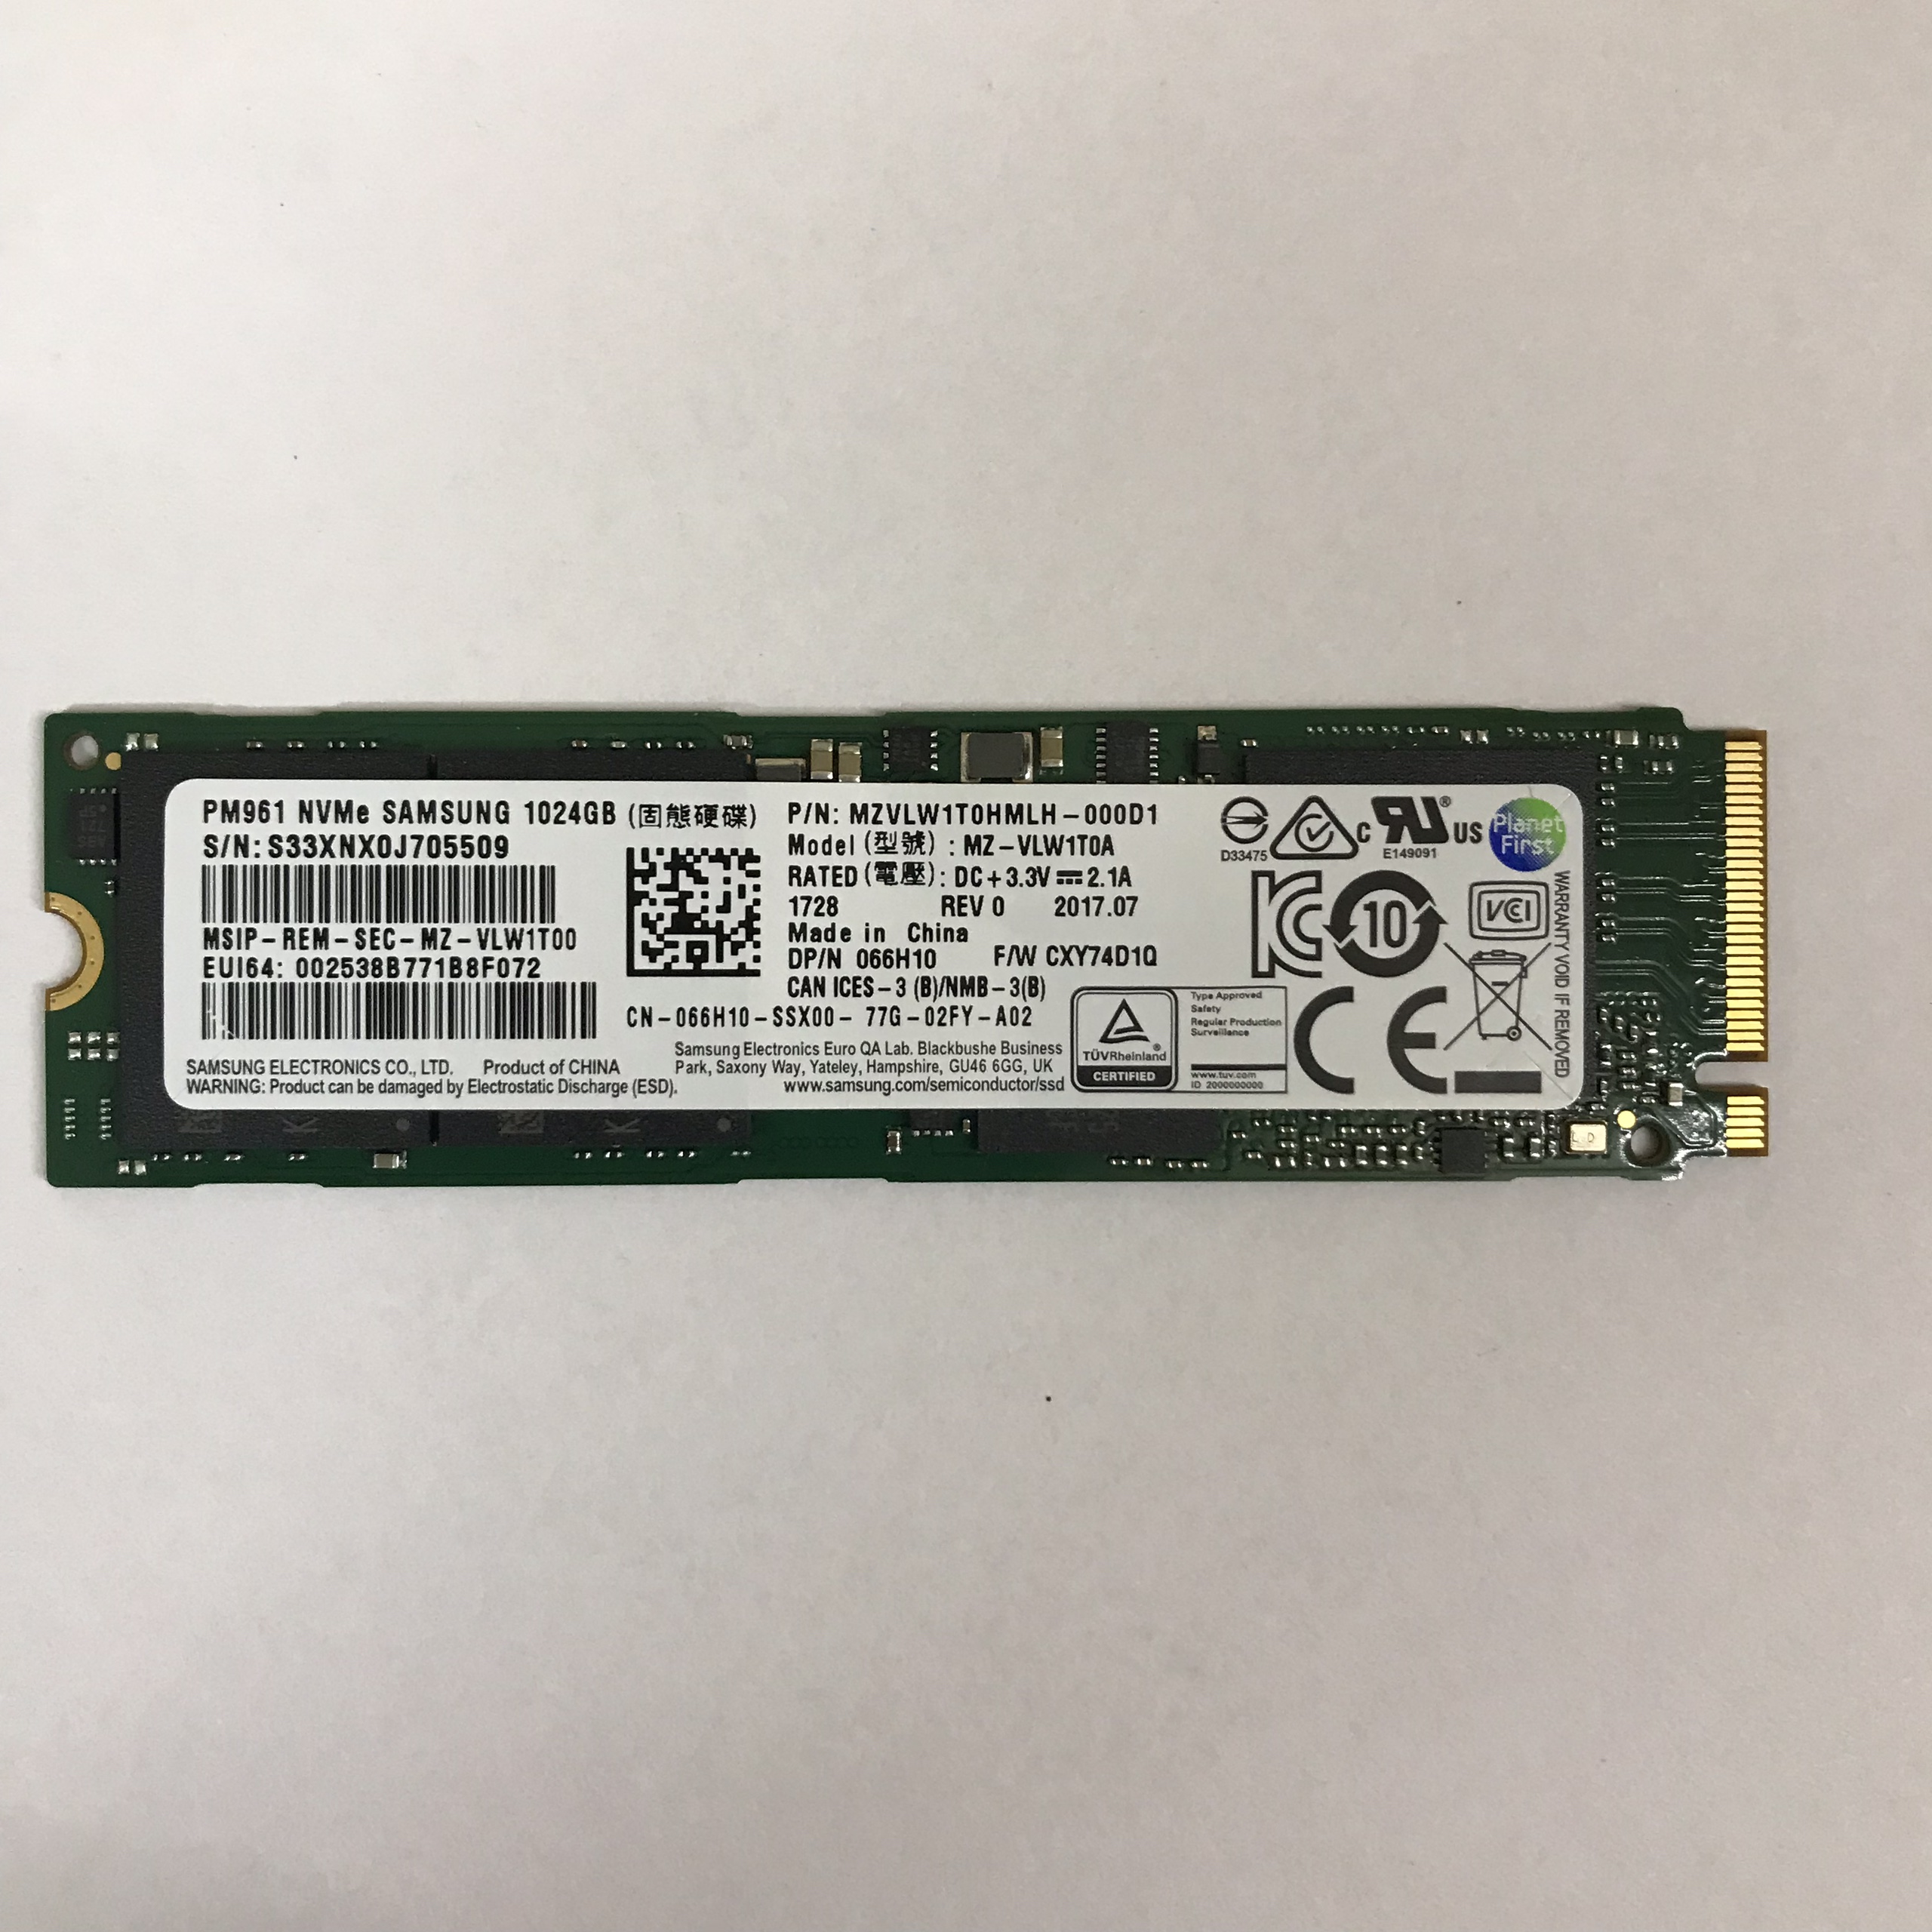 PM961 NVMe SAMSUNG 1024GB (固態硬碟)
S/N: S33XNX0J705509
MSIP-REM-SEC-MZ-VLW1T00
EUI64: 002538B771B8F072
P/N: MZVLW1T0HMLH-000D1
Model (型號) : MZ-VLW1T0A
RATED (電壓) : DC+3.3V 2.1A
1728 REV 0 2017.07
Made in China
DP/N 066H10 F/W CXY74D1Q
CAN ICES-3 (B)/NMB-3(B)
CN-066H10-SSX00-77G-02FY-A02
SAMSUNG ELECTRONICS CO., LTD. Product of CHINA
WARNING: Product can be damaged by Electrostatic Discharge (ESD).
Samsung Electronics Euro QA Lab. Blackbushe Business
Park, Saxony Way, Yateley, Hampshire, GU46 6GG, UK
www.samsung.com/semiconductor/ssd
D33475
C RU® US
E149091
Planet
First
KC
10
VCI
TÜVRheinland®
CERTIFIED
Type Approved
Safety
Regular Production
Surveillance
www.tuv.com
ID 2000000000
CE
WARRANTY VOID IF REMOVED